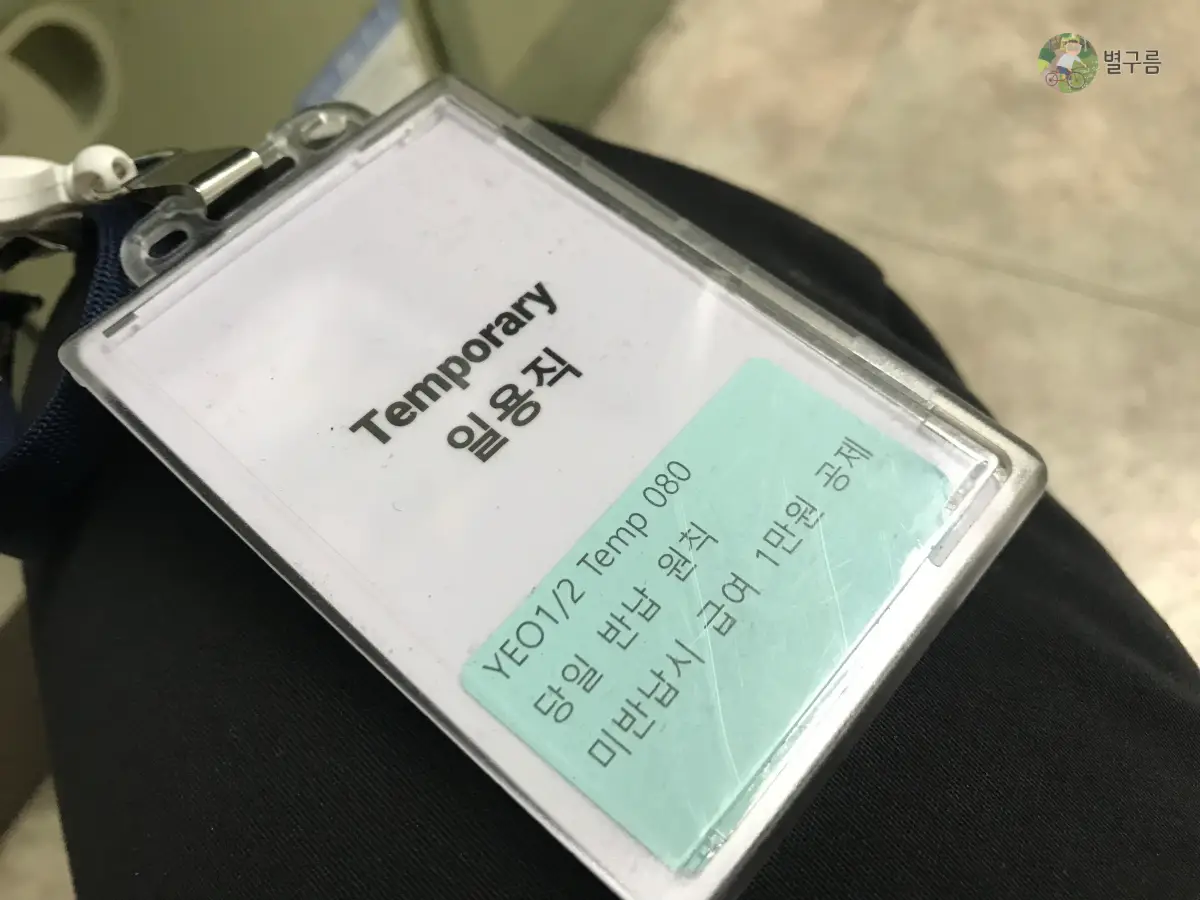 별구름
Temporary
일용직
YEO1/2 Temp 080
당일 반납 원칙
미반납시 급여 1만원 공제